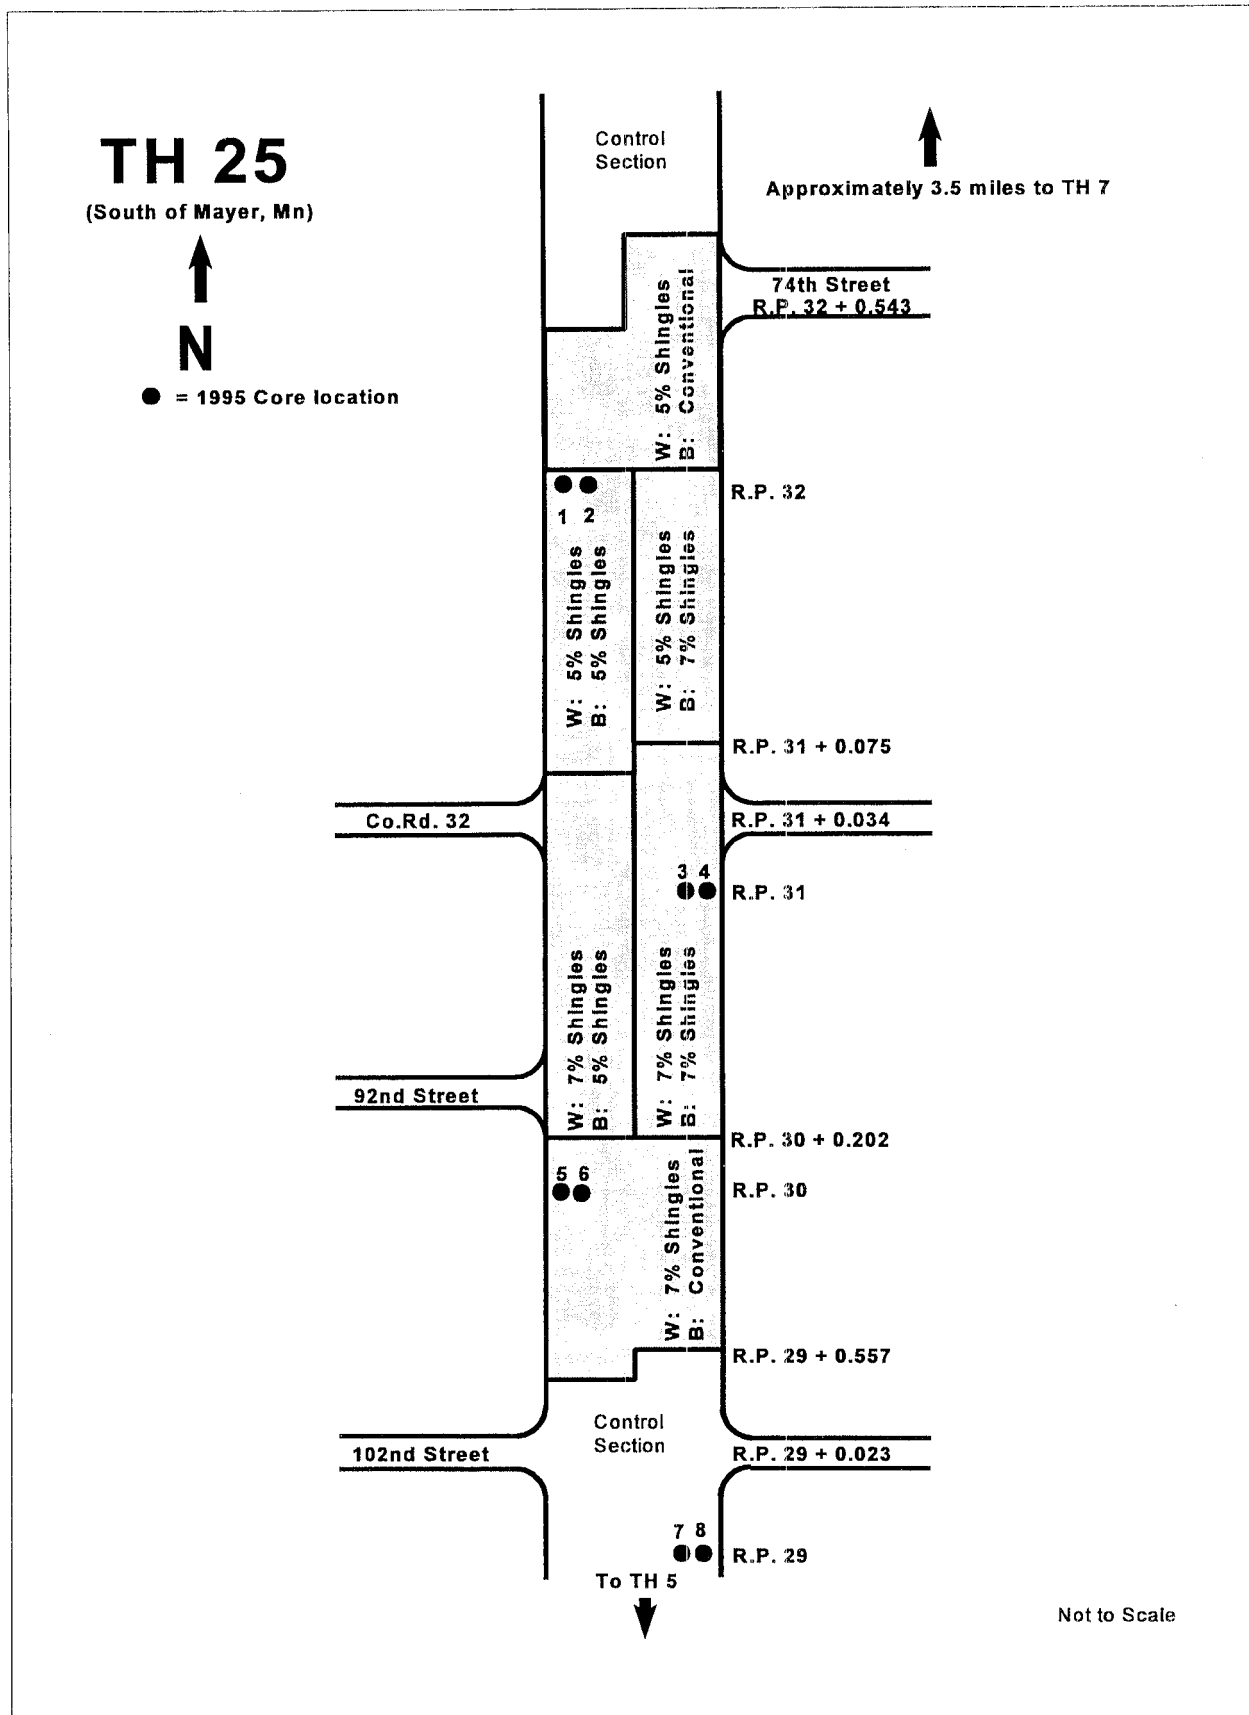 TH 25
(South of Mayer, Mn)
N
● = 1995 Core location
Control
Section
Approximately 3.5 miles to TH 7
74th Street
R.P. 32 + 0.543
W: 5% Shingles
B: Conventional
R.P. 32
1 2
W: 5% Shingles
B: 5% Shingles
W: 5% Shingles
B: 7% Shingles
R.P. 31 + 0.075
Co.Rd. 32
R.P. 31 + 0.034
3 4
R.P. 31
W: 7% Shingles
B: 5% Shingles
W: 7% Shingles
B: 7% Shingles
92nd Street
R.P. 30 + 0.202
5 6
R.P. 30
W: 7% Shingles
B: Conventional
R.P. 29 + 0.557
Control
Section
102nd Street
R.P. 29 + 0.023
7 8
R.P. 29
To TH 5
Not to Scale